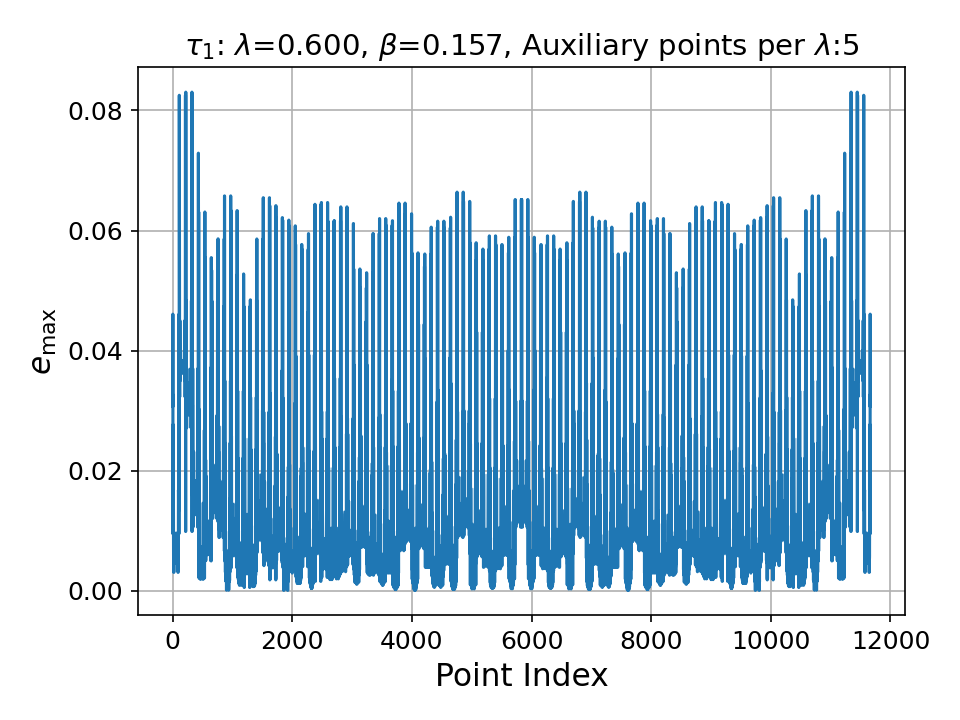 τ₁: λ=0.600, β=0.157, Auxiliary points per λ:5
0.08
0.06
0.04
0.02
0.00
e_max
0 2000 4000 6000 8000 10000 12000
Point Index